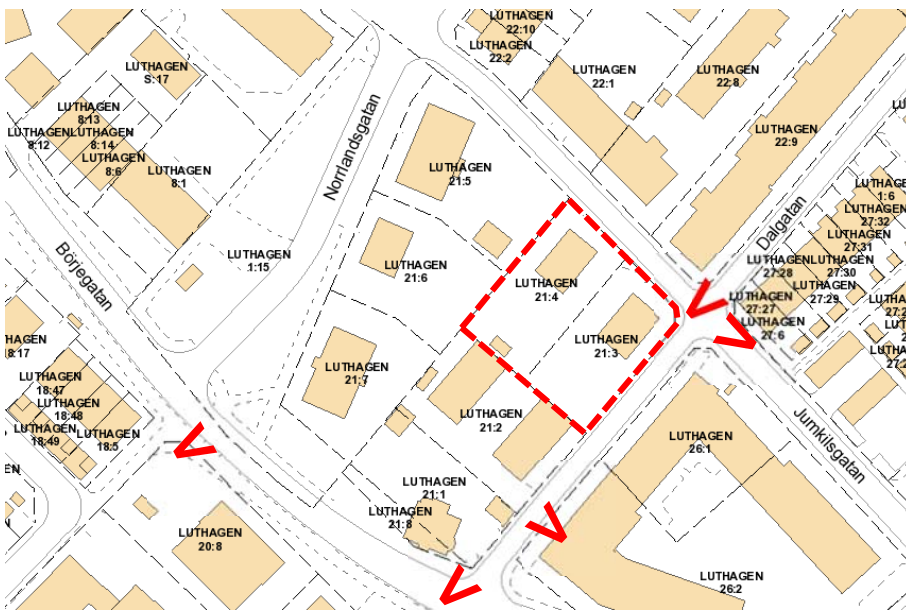 LUTHAGEN
22:10
LUTHAGEN
22:2
LUTHAGEN
S:17
LUTHAGEN
22:1
LUTHAGEN
22:8
LUTHAGEN
8:13
LUTHAGEN
8:12
LUTHAGEN
8:14
LUTHAGEN
8:6
LUTHAGEN
8:1
LUTHAGEN
22:9
Norrlandsgatan
LUTHAGEN
21:5
LUTHAGEN
1:6
LUTHAGEN
27:32
LUTHAGEN
27:31
LUTHAGEN
27:30
LUTHAGEN
27:29
Dalgatan
LUTHAGEN
27:28
LUTHAGEN
27:27
LUTHAGEN
27:6
Börjegatan
LUTHAGEN
1:15
LUTHAGEN
21:6
LUTHAGEN
21:4
LUTHAGEN
21:3
8:17
LUTHAGEN
18:47
LUTHAGEN
18:48
LUTHAGEN
18:49
LUTHAGEN
18:5
LUTHAGEN
21:7
LUTHAGEN
21:2
LUTHAGEN
26:1
Jumkilsgatan
LUTHAGEN
21:1
LUTHAGEN
21:8
LUTHAGEN
20:8
LUTHAGEN
26:2